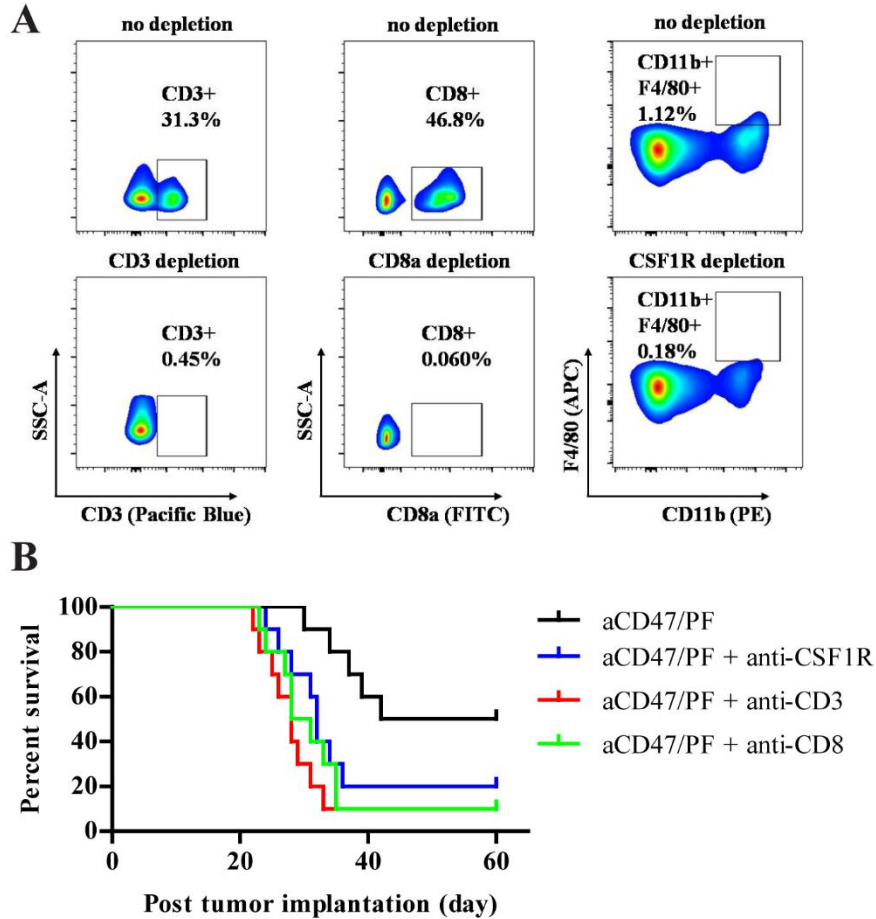 A
no depletion
no depletion
no depletion
CD3+
31.3%
CD8+
46.8%
CD11b+
F4/80+
1.12%
CD3 depletion
CD8a depletion
CSF1R depletion
CD3+
0.45%
CD8+
0.060%
CD11b+
F4/80+
0.18%
SSC-A
SSC-A
F4/80 (APC)
CD3 (Pacific Blue)
CD8a (FITC)
CD11b (PE)
B
Percent survival
100
80
60
40
20
0
0
20
40
60
Post tumor implantation (day)
aCD47/PF
aCD47/PF + anti-CSF1R
aCD47/PF + anti-CD3
aCD47/PF + anti-CD8